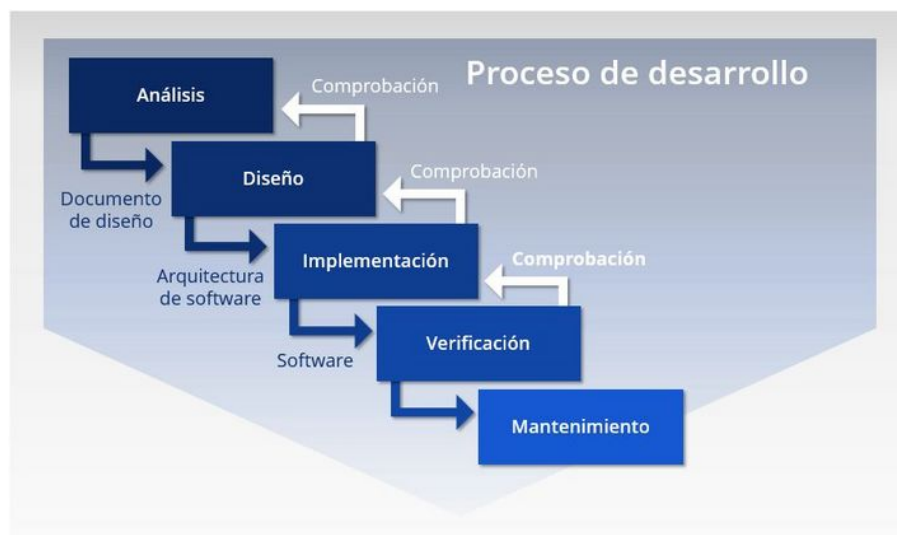 Proceso de desarrollo
Análisis
Comprobación
Documento
de diseño
Diseño
Comprobación
Arquitectura
de software
Implementación
Comprobación
Software
Verificación
Mantenimiento